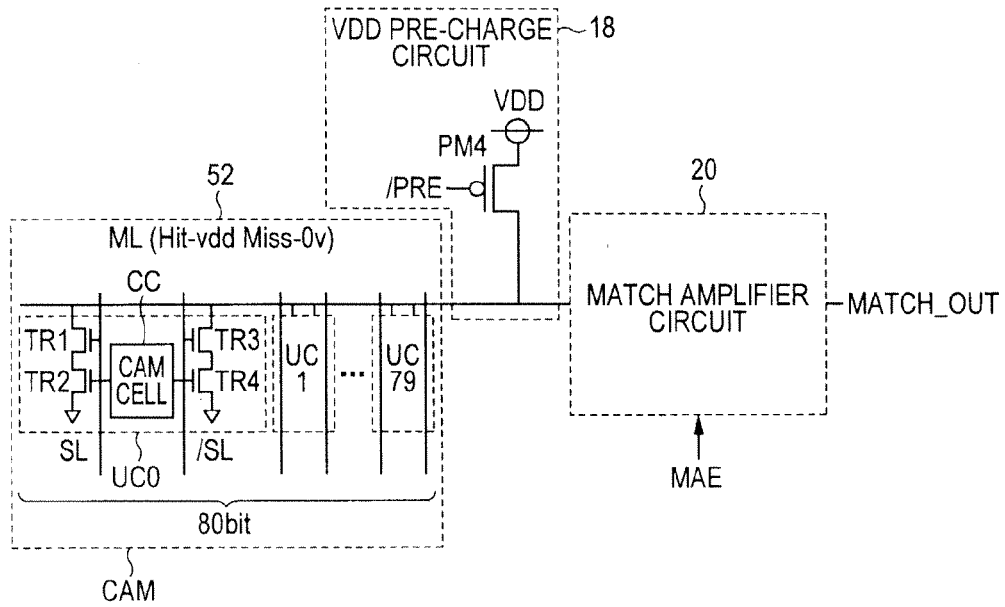 VDD PRE-CHARGE
CIRCUIT
18
VDD
PM4
/PRE
52
20
ML (Hit-vdd Miss-0v)
CC
TR1
TR2
CAM
CELL
TR3
TR4
UC
1
...
UC
79
MATCH AMPLIFIER
CIRCUIT
MATCH_OUT
SL
UC0
/SL
MAE
80bit
CAM